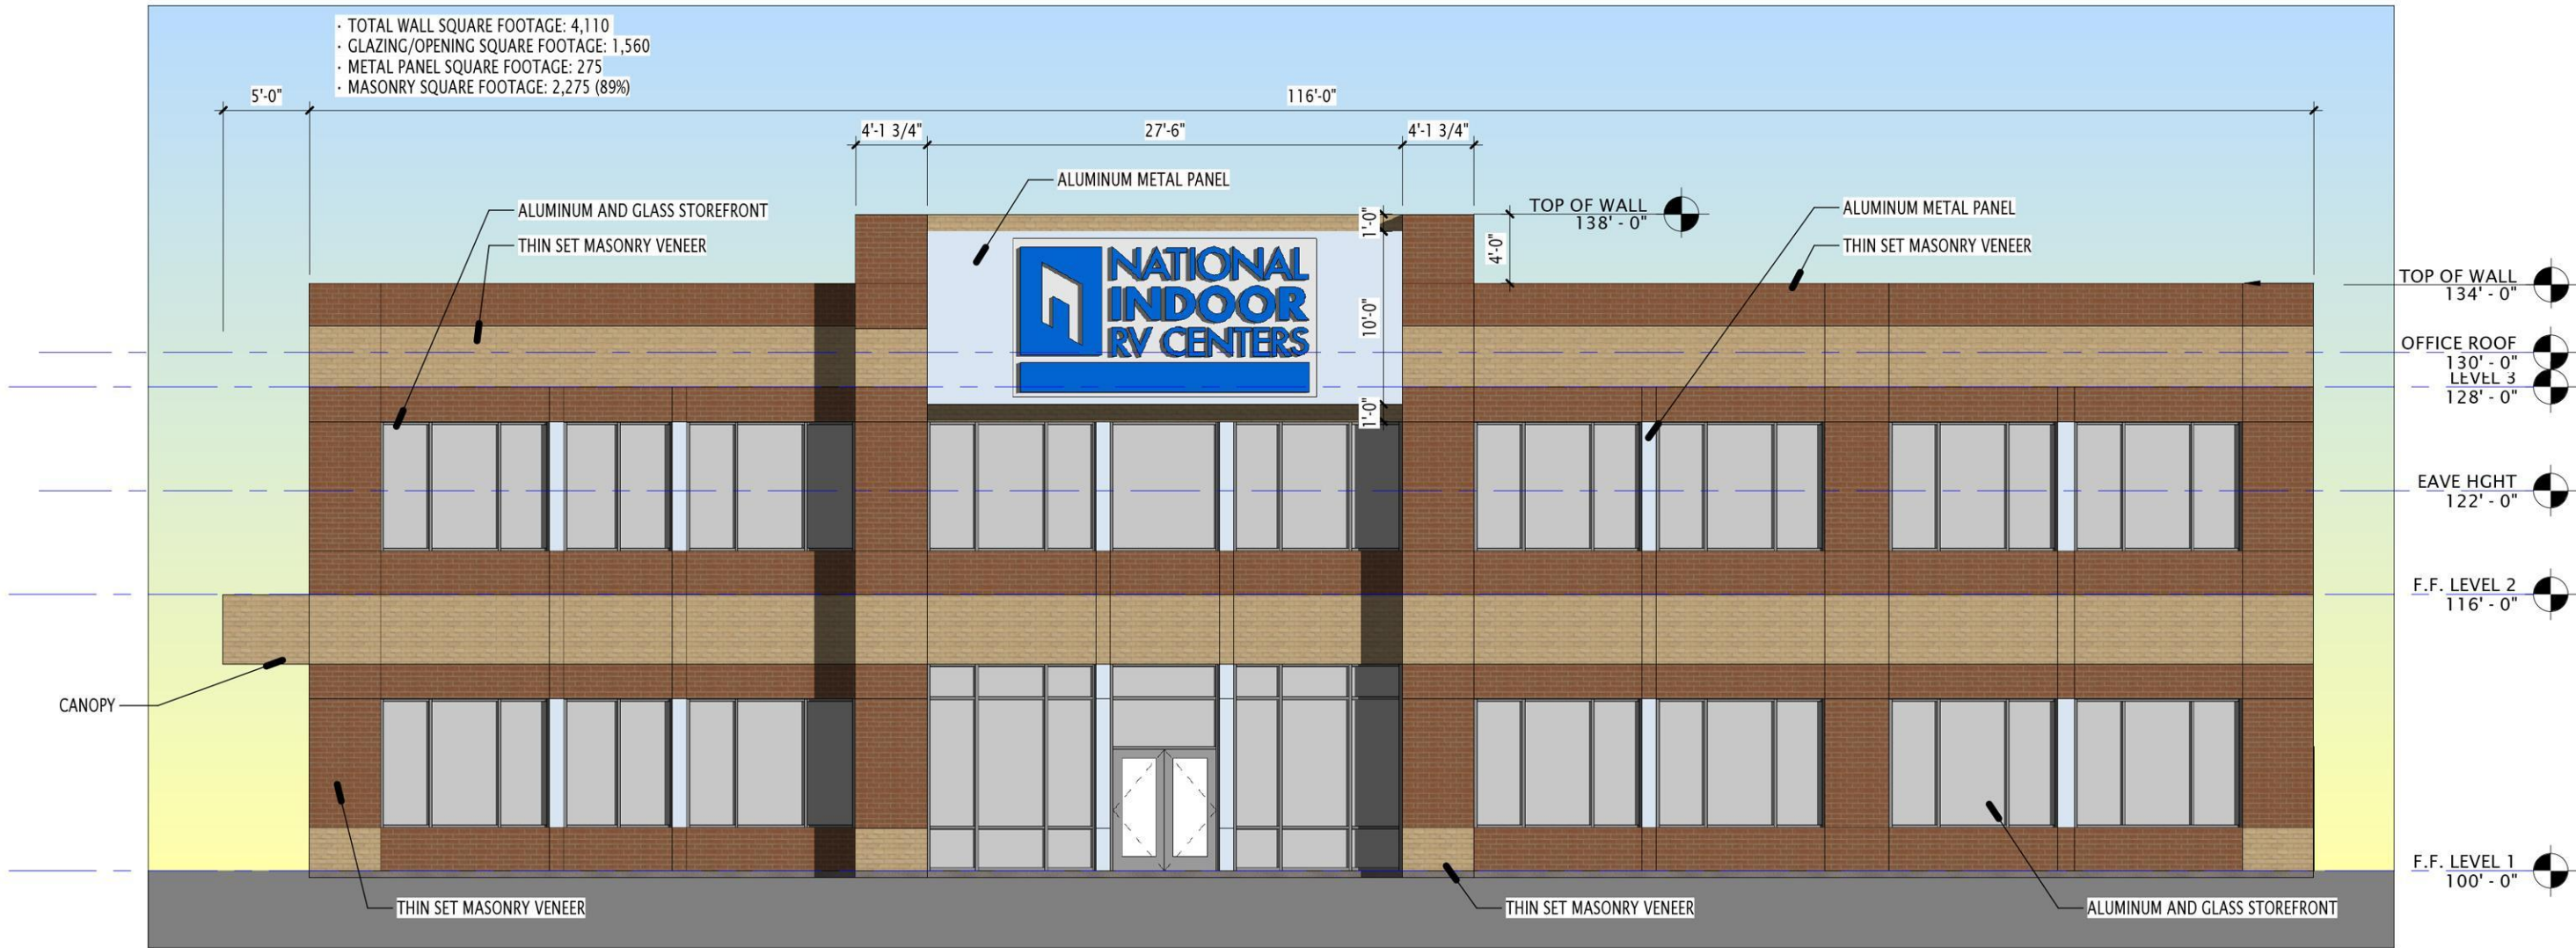 · TOTAL WALL SQUARE FOOTAGE: 4,110
· GLAZING/OPENING SQUARE FOOTAGE: 1,560
· METAL PANEL SQUARE FOOTAGE: 275
· MASONRY SQUARE FOOTAGE: 2,275 (89%)
5'-0"
116'-0"
4'-1 3/4"
27'-6"
4'-1 3/4"
ALUMINUM METAL PANEL
ALUMINUM AND GLASS STOREFRONT
THIN SET MASONRY VENEER
1'-0"
TOP OF WALL
138' - 0"
4'-0"
ALUMINUM METAL PANEL
THIN SET MASONRY VENEER
NATIONAL
INDOOR
RV CENTERS
10'-0"
1'-0"
TOP OF WALL
134' - 0"
OFFICE ROOF
130' - 0"
LEVEL 3
128' - 0"
EAVE HGHT
122' - 0"
F.F. LEVEL 2
116' - 0"
CANOPY
F.F. LEVEL 1
100' - 0"
THIN SET MASONRY VENEER
THIN SET MASONRY VENEER
ALUMINUM AND GLASS STOREFRONT